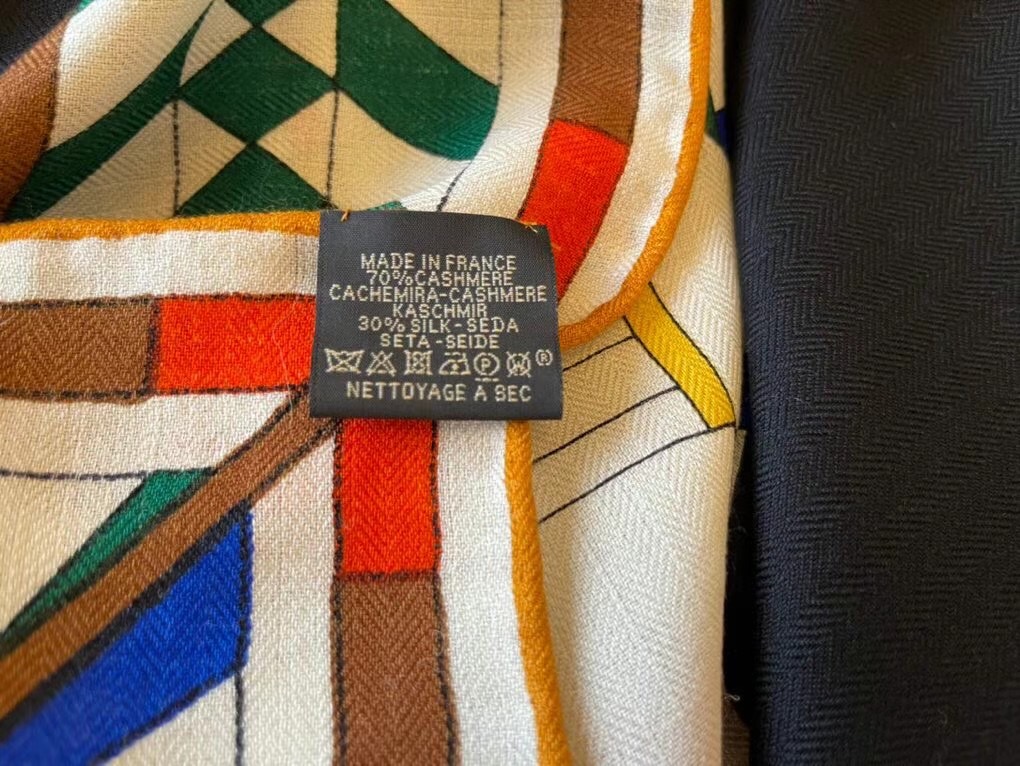 MADE IN FRANCE
70%CASHMERE
CACHEMIRA-CASHMERE
KASCHMIR
30% SILK-SEDA
SETA-SEIDE
P W ®
NETTOYAGE A SEC